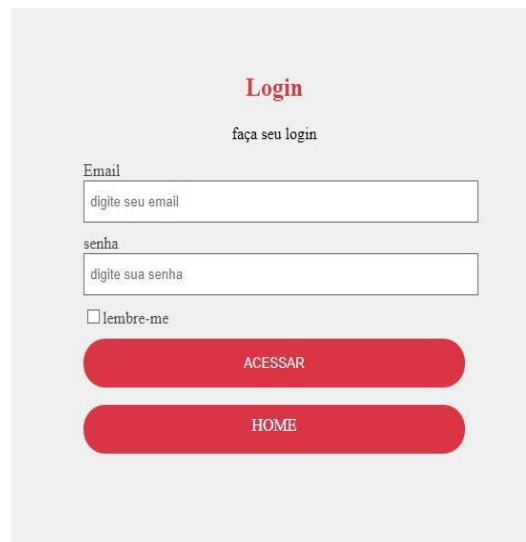 Login
faça seu login
Email
digite seu email
senha
digite sua senha
lembre-me
ACESSAR
HOME